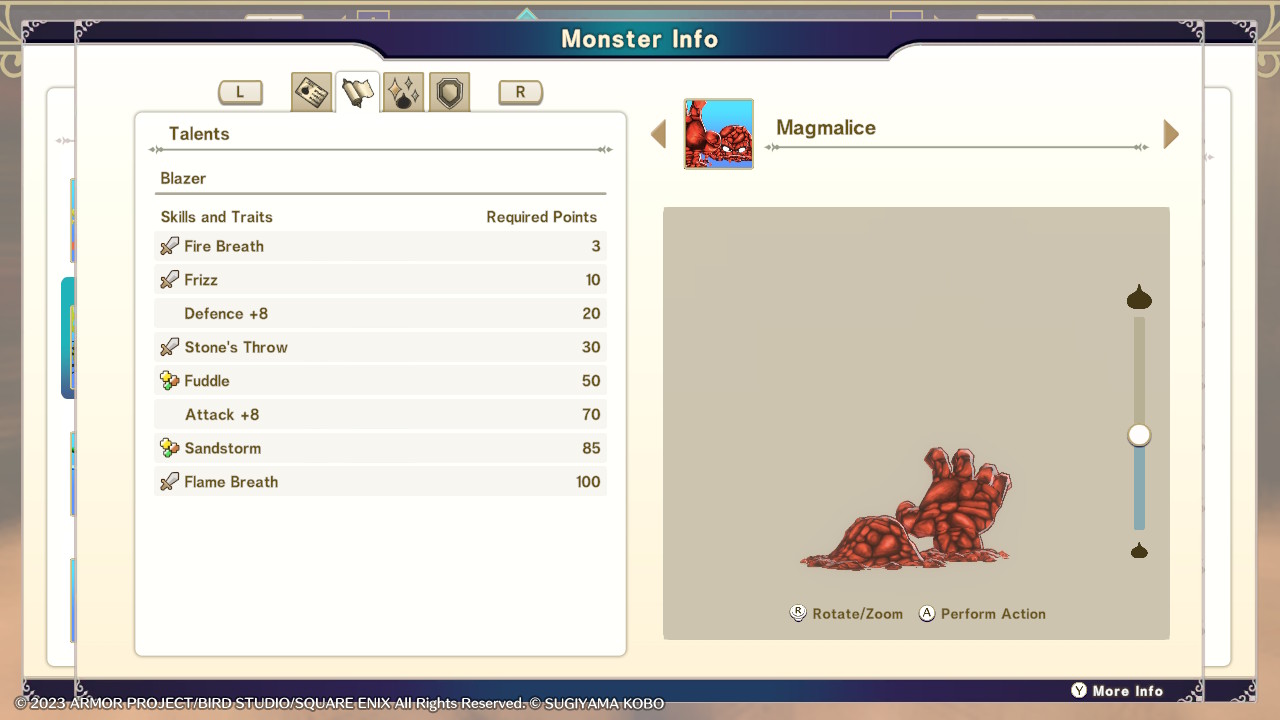 Monster Info
L
R
Talents
Blazer
Skills and Traits Required Points
Fire Breath 3
Frizz 10
Defence +8 20
Stone's Throw 30
Fuddle 50
Attack +8 70
Sandstorm 85
Flame Breath 100
Magmalice
R Rotate/Zoom A Perform Action
Y More Info
© 2023 ARMOR PROJECT/BIRD STUDIO/SQUARE ENIX All Rights Reserved. © SUGIYAMA KOBO